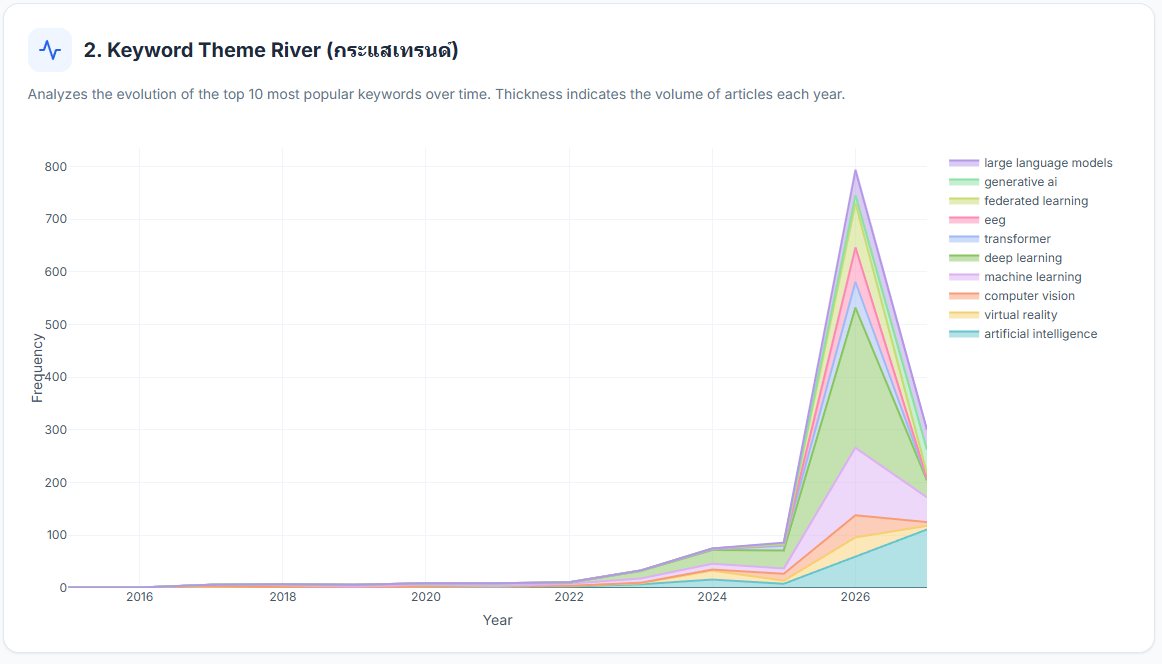 2. Keyword Theme River (กระแสเทรนด์)
Analyzes the evolution of the top 10 most popular keywords over time. Thickness indicates the volume of articles each year.
800
700
600
500
400
300
200
100
0
Frequency
2016
2018
2020
2022
2024
2026
Year
large language models
generative ai
federated learning
eeg
transformer
deep learning
machine learning
computer vision
virtual reality
artificial intelligence